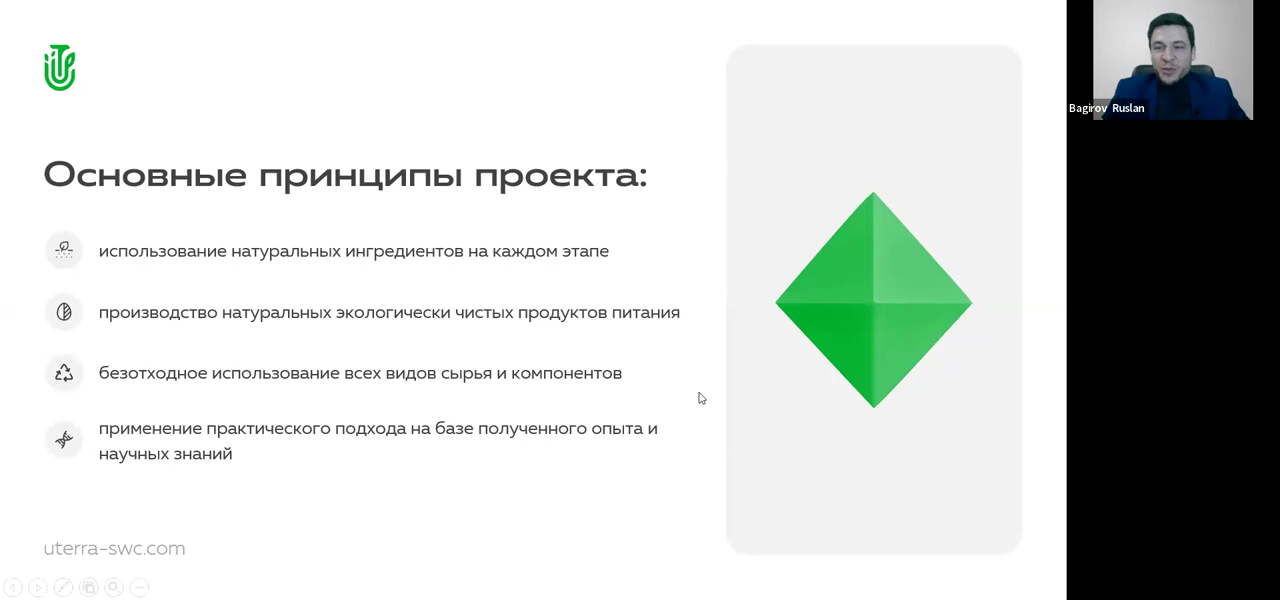 Основные принципы проекта:
использование натуральных ингредиентов на каждом этапе
производство натуральных экологически чистых продуктов питания
безотходное использование всех видов сырья и компонентов
применение практического подхода на базе полученного опыта и
научных знаний
uterra-swc.com
Bagirov Ruslan